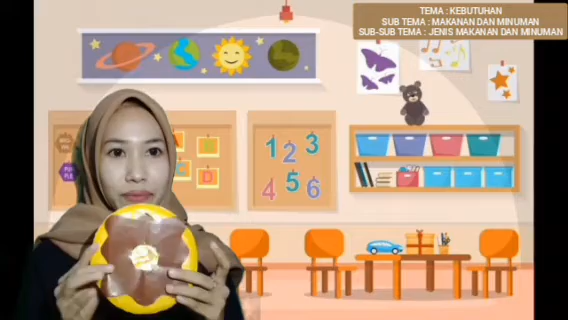 TEMA : KEBUTUHAN
SUB TEMA : MAKANAN DAN MINUMAN
SUB-SUB TEMA : JENIS MAKANAN DAN MINUMAN
1 2 3
4 5 6